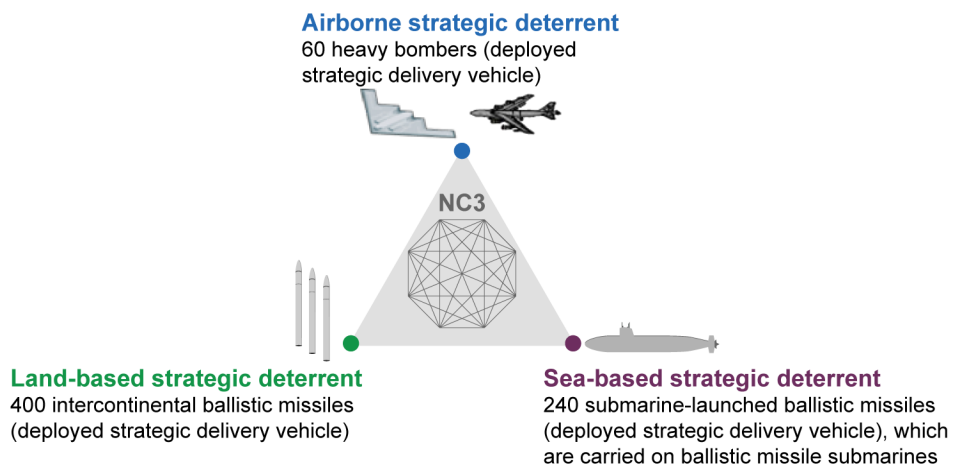 Airborne strategic deterrent
60 heavy bombers (deployed
strategic delivery vehicle)
NC3
Land-based strategic deterrent
400 intercontinental ballistic missiles
(deployed strategic delivery vehicle)
Sea-based strategic deterrent
240 submarine-launched ballistic missiles
(deployed strategic delivery vehicle), which
are carried on ballistic missile submarines